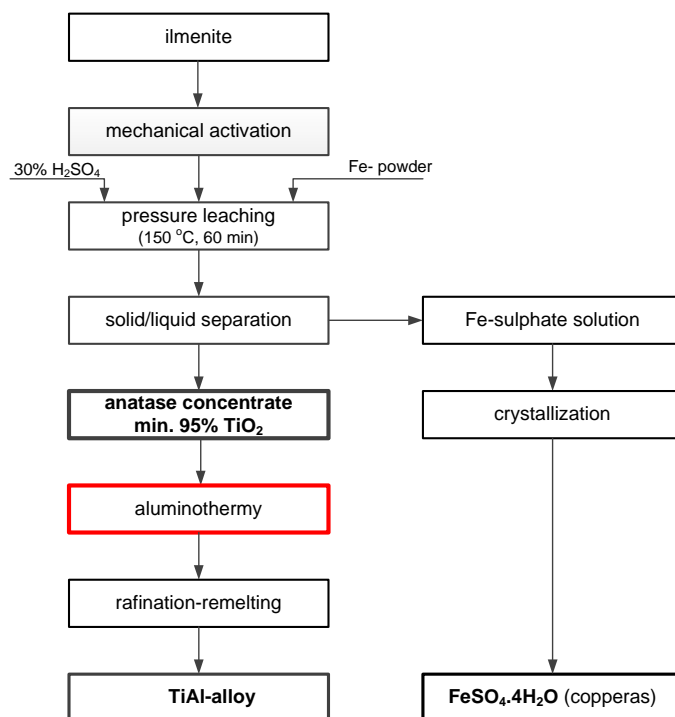 ilmenite
mechanical activation
30% H₂SO₄
Fe- powder
pressure leaching
(150 °C, 60 min)
solid/liquid separation
Fe-sulphate solution
anatase concentrate
min. 95% TiO₂
crystallization
aluminothermy
rafination-remelting
TiAl-alloy
FeSO₄.4H₂O (copperas)